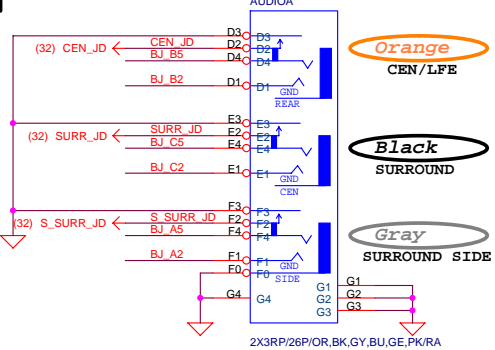 AUDIOA
D3 D3
(32) CEN_JD CEN_JD D2 D2
BJ_B5 D4 D4
Orange
CEN/LFE
BJ_B2 D1 D1
GND
REAR
E3 E3
(32) SURR_JD SURR_JD E2 E2
BJ_C5 E4 E4
Black
SURROUND
BJ_C2 E1 E1
GND
CEN
F3 F3
(32) S_SURR_JD S_SURR_JD F2 F2
BJ_A5 F4 F4
Gray
SURROUND SIDE
BJ_A2 F1 F1
GND
F0 F0
SIDE
G1 G1
G4 G4 G2 G2
G3 G3
2X3RP/26P/OR,BK,GY,BU,GE,PK/RA